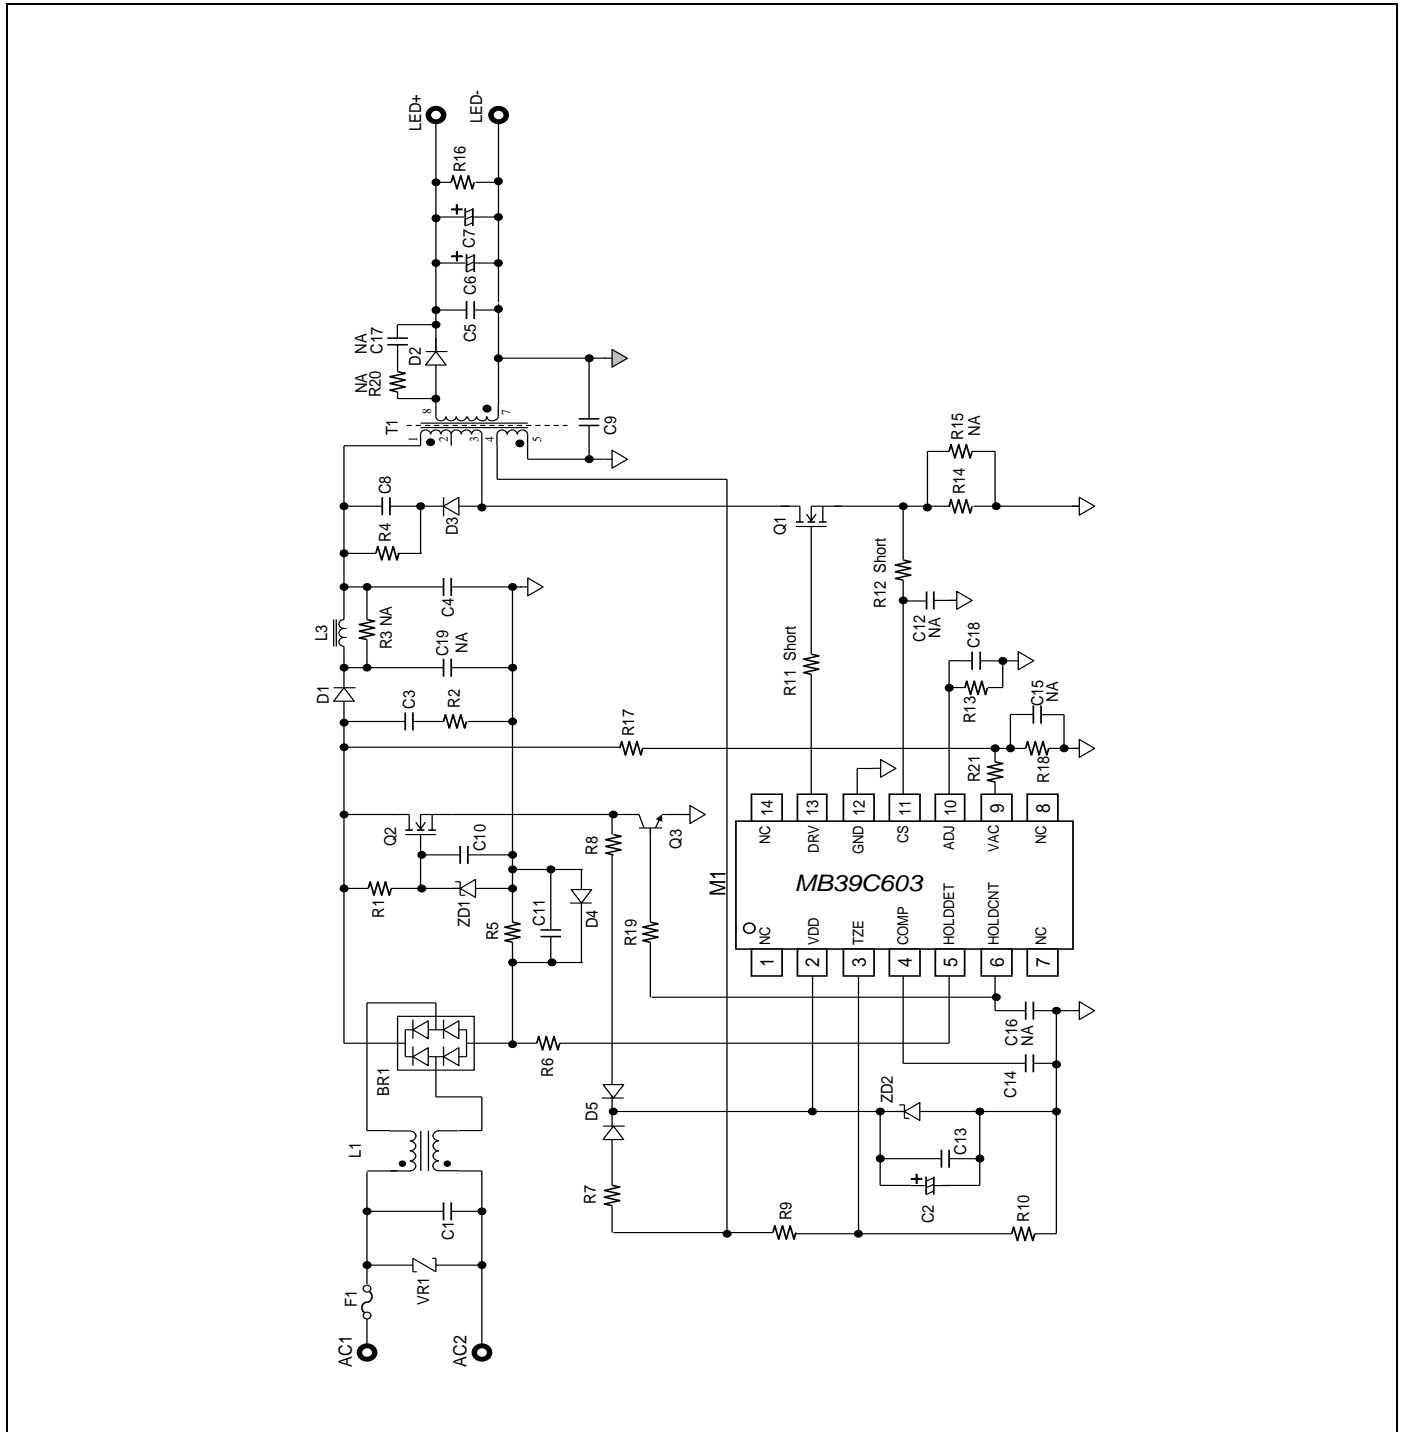 LED+
LED-
R16
C7
C6
C5
NA
C17
D2
NA
R20
T1
8
7
1
2
3
4
5
C9
C8
R4
D3
Q1
R15
NA
R14
L3
R3 NA
C4
C19
NA
R12 Short
C12
NA
C18
R13
R11 Short
D1
C3
R2
R17
C15
NA
R18
R21
Q2
C10
R1
ZD1
R5
C11
D4
R8
Q3
R19
M1
MB39C603
14
NC
13
DRV
12
GND
11
CS
10
ADJ
9
VAC
8
NC
1
NC
2
VDD
3
TZE
4
COMP
5
HOLDDET
6
HOLDCNT
7
NC
BR1
R6
C16
NA
C14
L1
D5
ZD2
C13
C2
R7
R9
R10
C1
VR1
F1
AC1
AC2